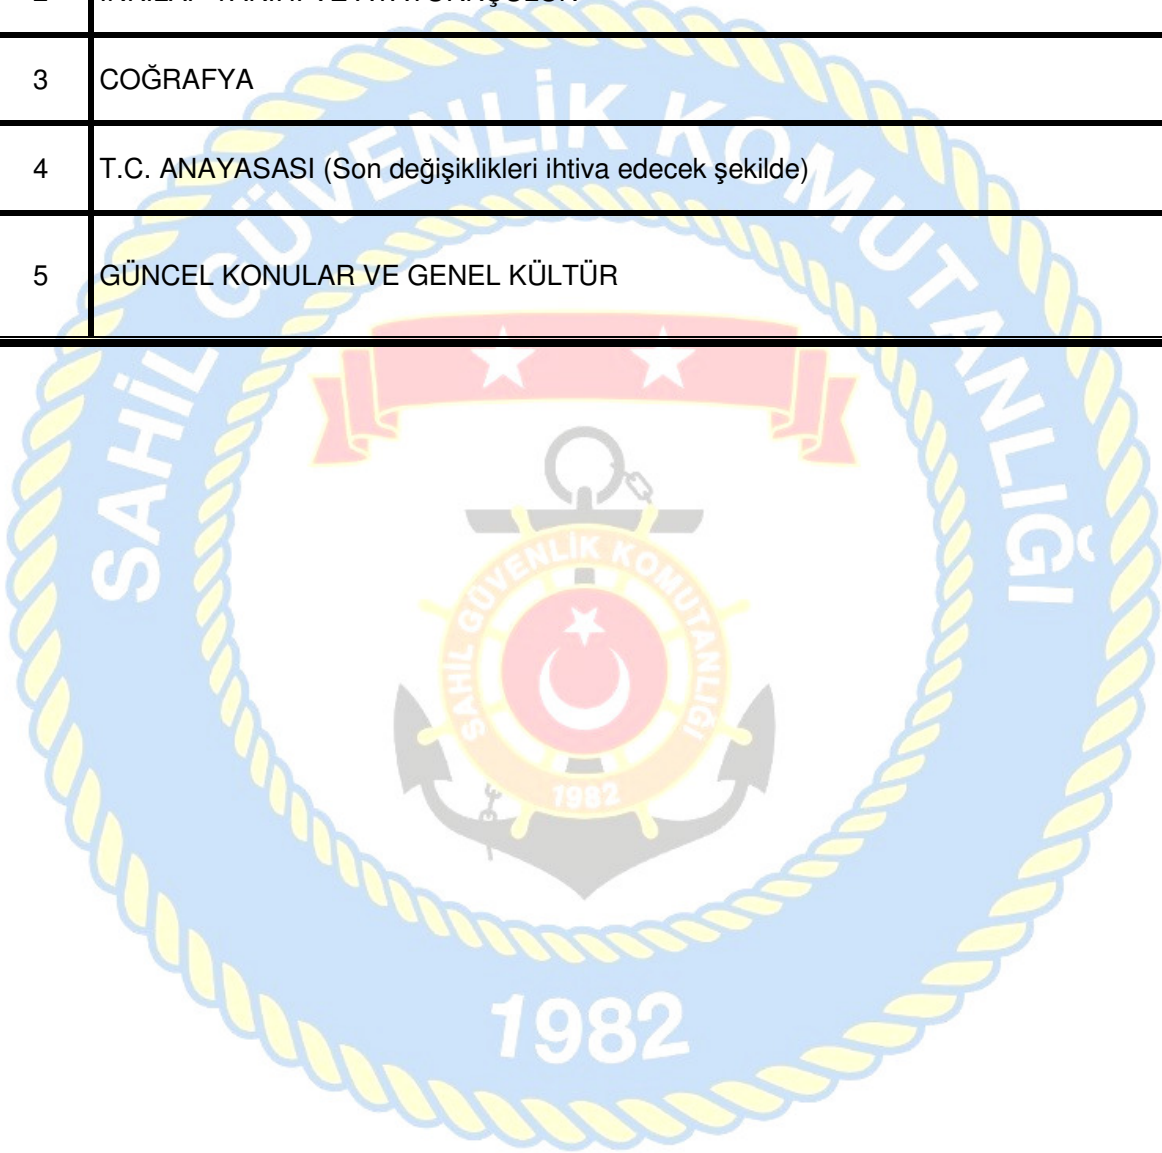 3 COĞRAFYA
4 T.C. ANAYASASI (Son değişiklikleri ihtiva edecek şekilde)
5 GÜNCEL KONULAR VE GENEL KÜLTÜR
SAHİL GÜVENLİK KOMUTANLIĞI
SAHİL GÜVENLİK KOMUTANLIĞI
1982
1982